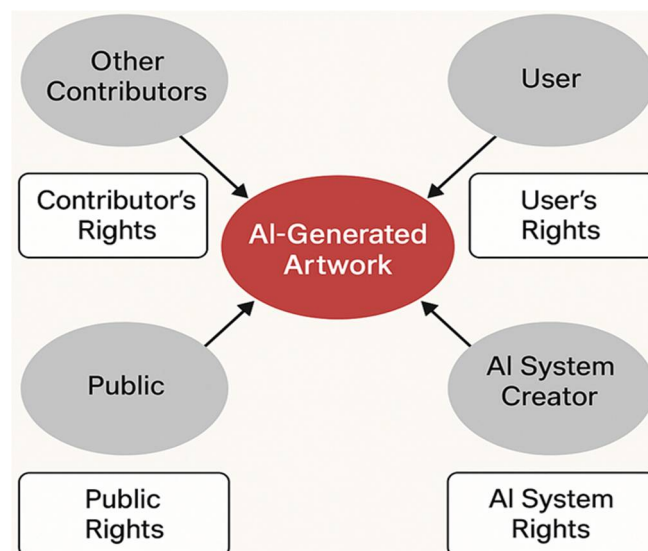 Other
Contributors
User
Contributor's
Rights
AI-Generated
Artwork
User's
Rights
Public
AI System
Creator
Public
Rights
AI System
Rights